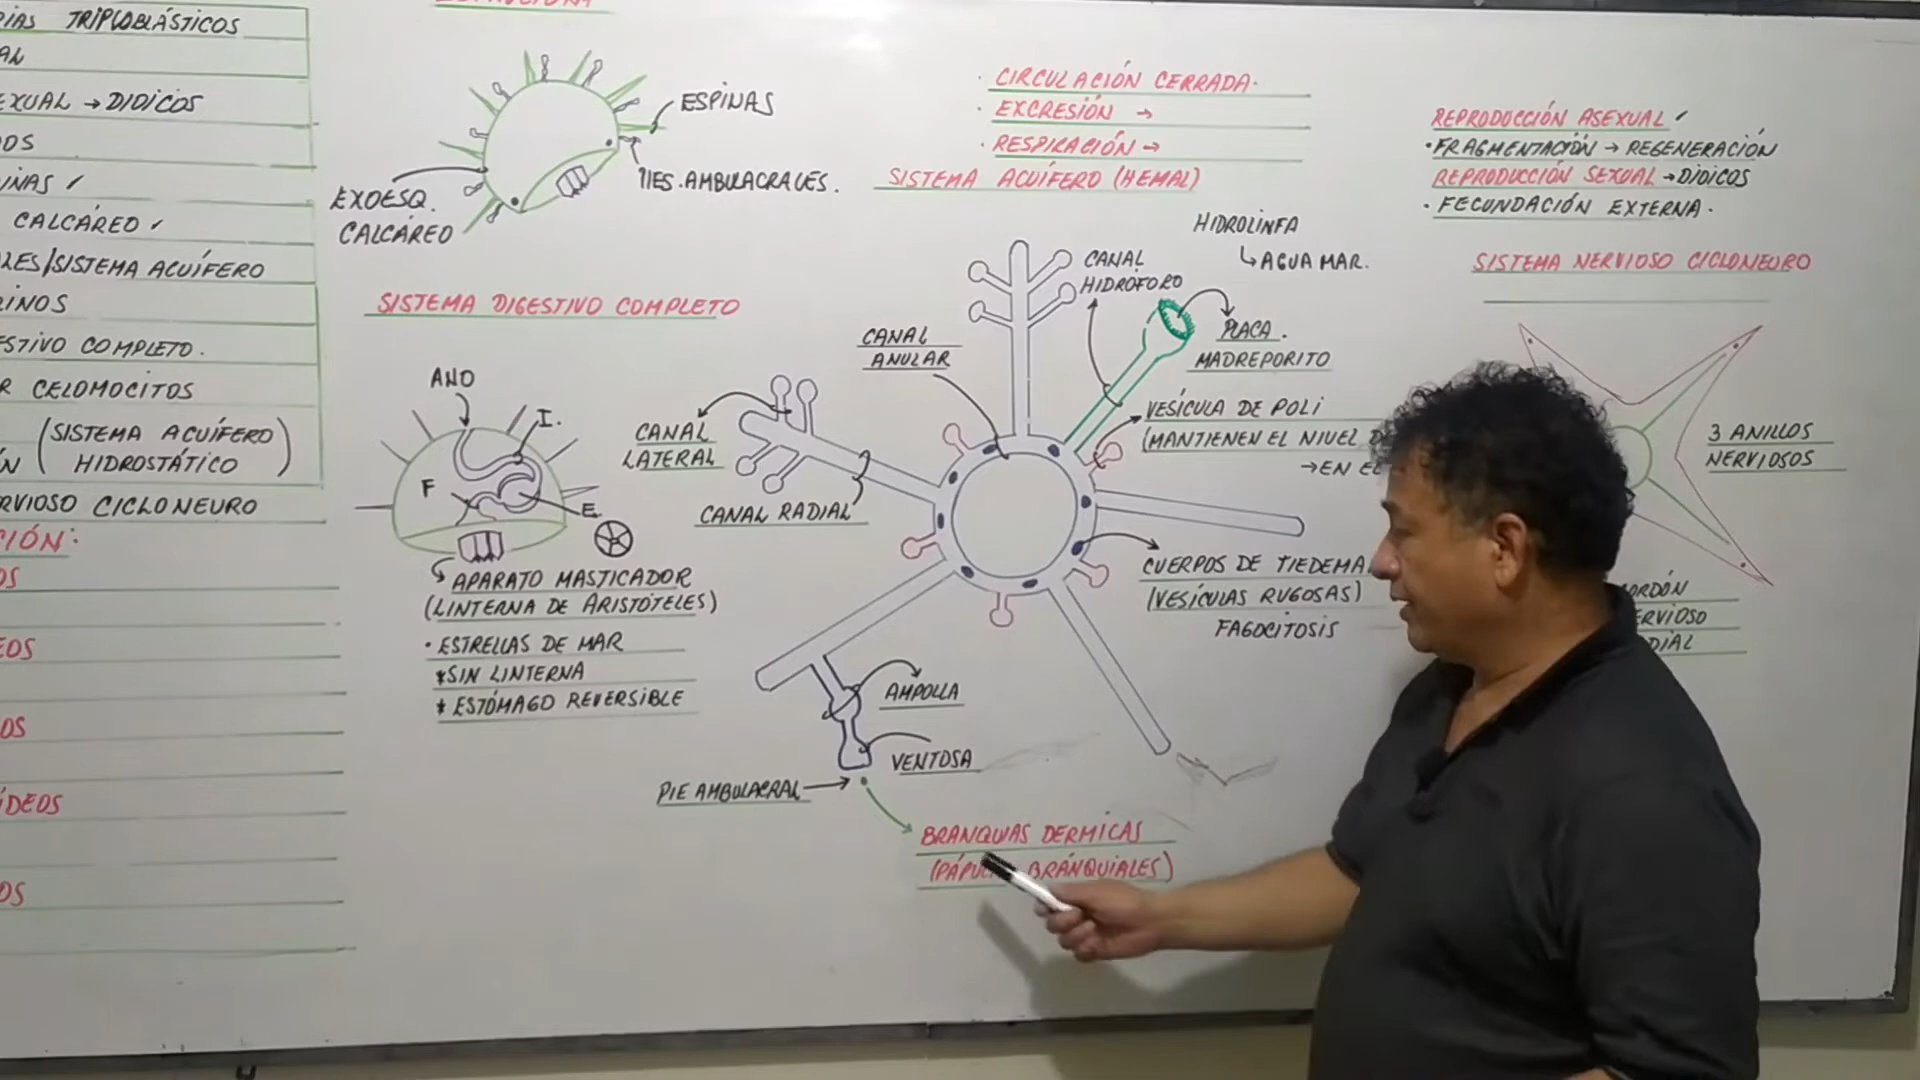 TRIPLOBLÁSTICOS
→ DIOICOS
CALCÁREO ✓
/SISTEMA ACUÍFERO
COMPLETO.
CELOMOCITOS
(SISTEMA ACUÍFERO
HIDROSTÁTICO)
CICLONEURO
ESPINAS
PIES.AMBULACRALES.
EXOESQ.
CALCÁREO
SISTEMA DIGESTIVO COMPLETO
ANO
I.
F
E.
APARATO MASTICADOR
(LINTERNA DE ARISTÓTELES)
• ESTRELLAS DE MAR
* SIN LINTERNA
* ESTÓMAGO REVERSIBLE
· CIRCULACIÓN CERRADA·
· EXCRESIÓN →
· RESPIRACIÓN →
SISTEMA ACUÍFERO (HEMAL)
HIDROLINFA
↳ AGUA MAR.
CANAL
HIDRÓFORO
PLACA.
MADREPORITO
CANAL
ANULAR
CANAL
LATERAL
CANAL RADIAL
VESÍCULA DE POLI
(MANTIENEN EL NIVEL
→ EN EL
CUERPOS DE
(VESÍCULAS RUGOSAS)
FAGOCITOSIS
AMPOLLA
VENTOSA
PIE AMBULACRAL
BRANQUIAS DERMICAS
BRÁNQUIALES)
REPRODUCCIÓN ASEXUAL ✓
• FRAGMENTACIÓN → REGENERACIÓN
REPRODUCCIÓN SEXUAL → DIOICOS
· FECUNDACIÓN EXTERNA ·
SISTEMA NERVIOSO CICLONEURO
3 ANILLOS
NERVIOSOS